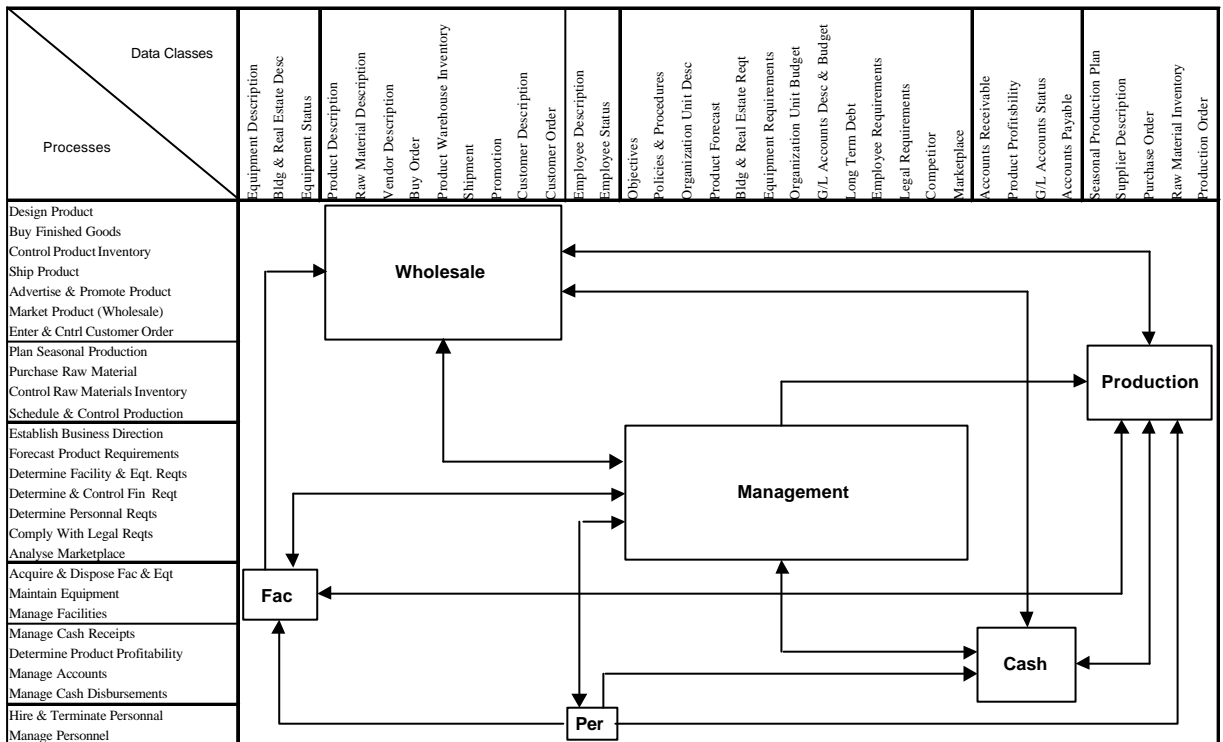 Data Classes
Processes
Equipment Description
Bldg & Real Estate Desc
Equipment Status
Product Description
Raw Material Description
Vendor Description
Buy Order
Product Warehouse Inventory
Shipment
Promotion
Customer Description
Customer Order
Employee Description
Employee Status
Objectives
Policies & Procedures
Organization Unit Desc
Product Forecast
Bldg & Real Estate Reqt
Equipment Requirements
Organization Unit Budget
G/L Accounts Desc & Budget
Long Term Debt
Employee Requirements
Legal Requirements
Competitor
Marketplace
Accounts Receivable
Product Profitsbility
G/L Accounts Status
Accounts Payable
Seasonal Production Plan
Supplier Description
Purchase Order
Raw Material Inventory
Production Order
Design Product
Buy Finished Goods
Control Product Inventory
Ship Product
Advertise & Promote Product
Market Product (Wholesale)
Enter & Cntrl Customer Order
Plan Seasonal Production
Purchase Raw Material
Control Raw Materials Inventory
Schedule & Control Production
Establish Business Direction
Forecast Product Requirements
Determine Facility & Eqt. Reqts
Determine & Control Fin Reqt
Determine Personnal Reqts
Comply With Legal Reqts
Analyse Marketplace
Acquire & Dispose Fac & Eqt
Maintain Equipment
Manage Facilities
Manage Cash Receipts
Determine Product Profitability
Manage Accounts
Manage Cash Disbursements
Hire & Terminate Personnal
Manage Personnel
Wholesale
Production
Management
Fac
Cash
Per